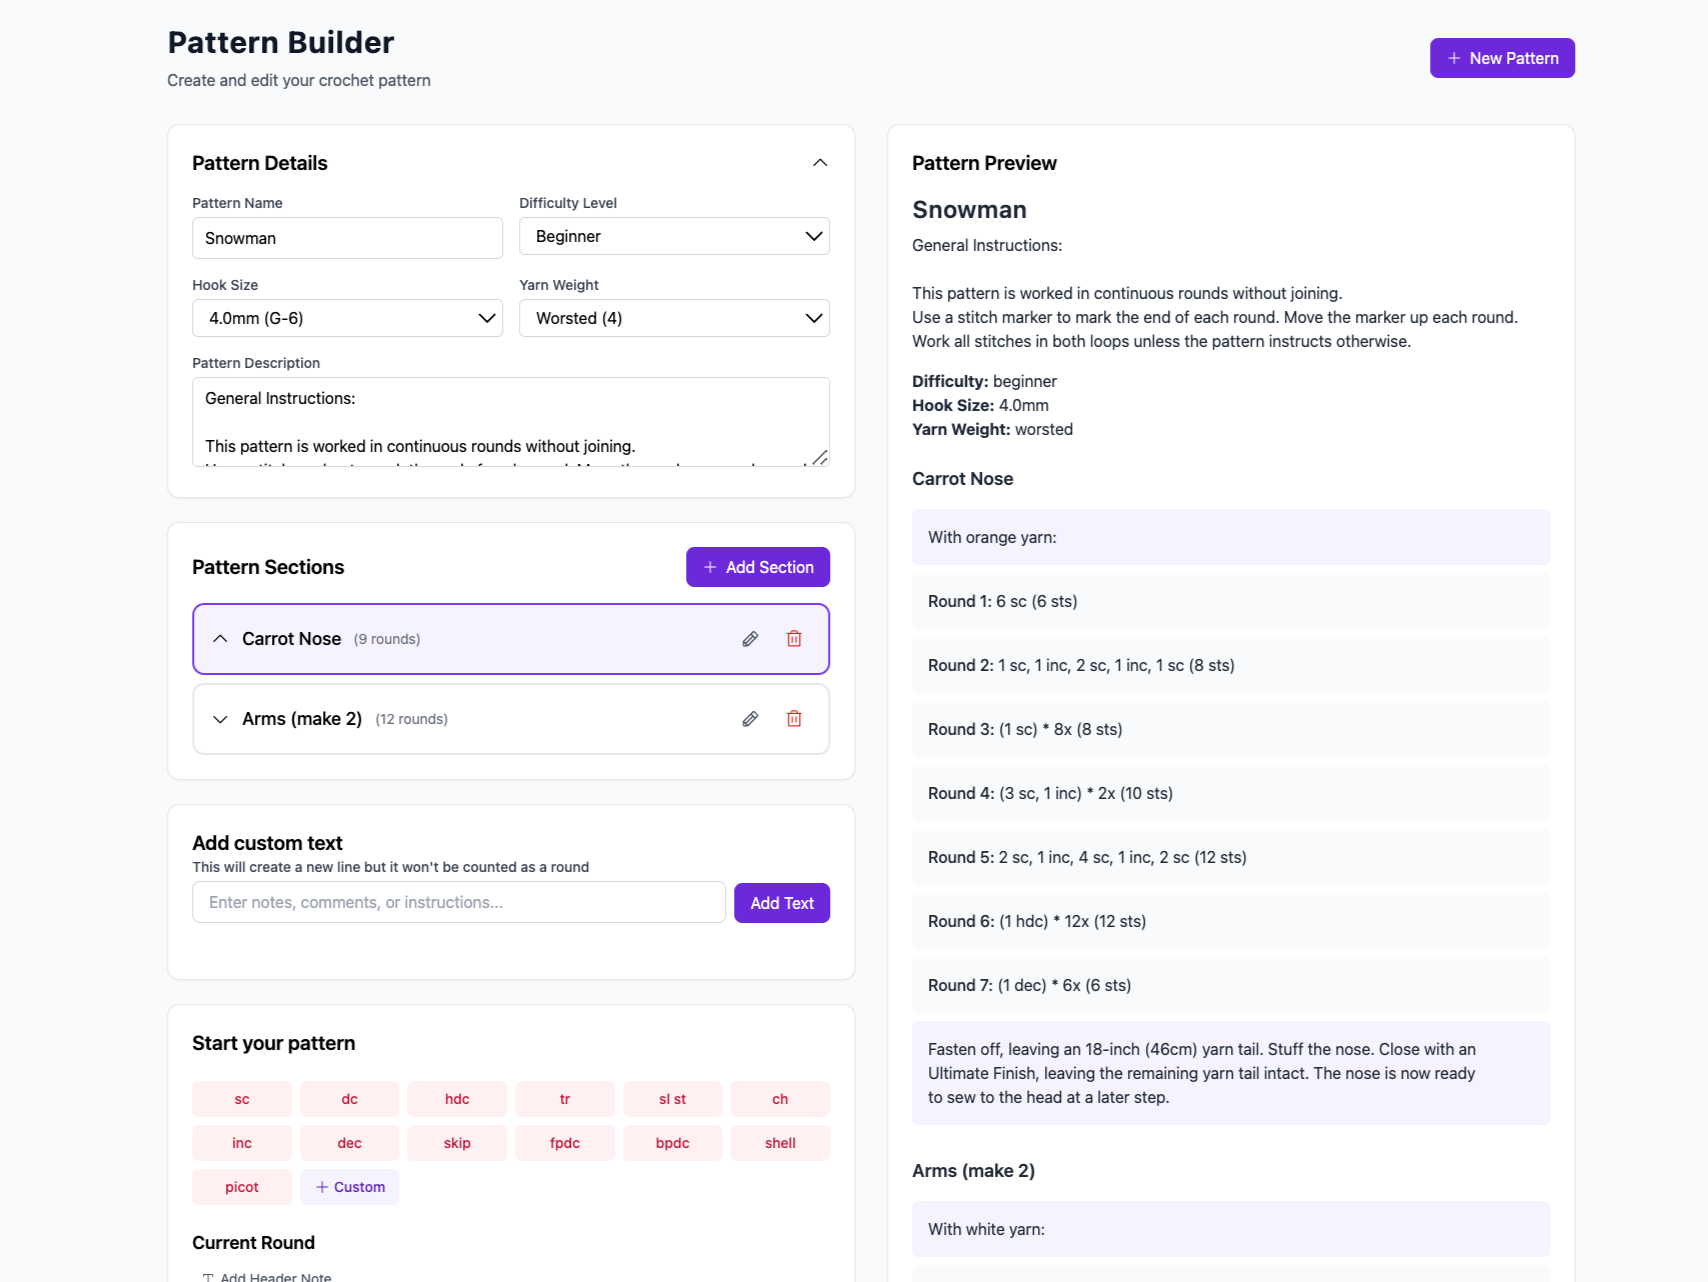 Pattern Builder
Create and edit your crochet pattern
+ New Pattern
Pattern Details
Pattern Name
Difficulty Level
Snowman
Beginner
Hook Size
Yarn Weight
4.0mm (G-6)
Worsted (4)
Pattern Description
General Instructions:
This pattern is worked in continuous rounds without joining.
Pattern Sections
+ Add Section
Carrot Nose (9 rounds)
Arms (make 2) (12 rounds)
Add custom text
This will create a new line but it won't be counted as a round
Enter notes, comments, or instructions...
Add Text
Start your pattern
sc dc hdc tr sl st ch
inc dec skip fpdc bpdc shell
picot + Custom
Current Round
Add Header Note
Pattern Preview
Snowman
General Instructions:
This pattern is worked in continuous rounds without joining.
Use a stitch marker to mark the end of each round. Move the marker up each round.
Work all stitches in both loops unless the pattern instructs otherwise.
Difficulty: beginner
Hook Size: 4.0mm
Yarn Weight: worsted
Carrot Nose
With orange yarn:
Round 1: 6 sc (6 sts)
Round 2: 1 sc, 1 inc, 2 sc, 1 inc, 1 sc (8 sts)
Round 3: (1 sc) * 8x (8 sts)
Round 4: (3 sc, 1 inc) * 2x (10 sts)
Round 5: 2 sc, 1 inc, 4 sc, 1 inc, 2 sc (12 sts)
Round 6: (1 hdc) * 12x (12 sts)
Round 7: (1 dec) * 6x (6 sts)
Fasten off, leaving an 18-inch (46cm) yarn tail. Stuff the nose. Close with an
Ultimate Finish, leaving the remaining yarn tail intact. The nose is now ready
to sew to the head at a later step.
Arms (make 2)
With white yarn: